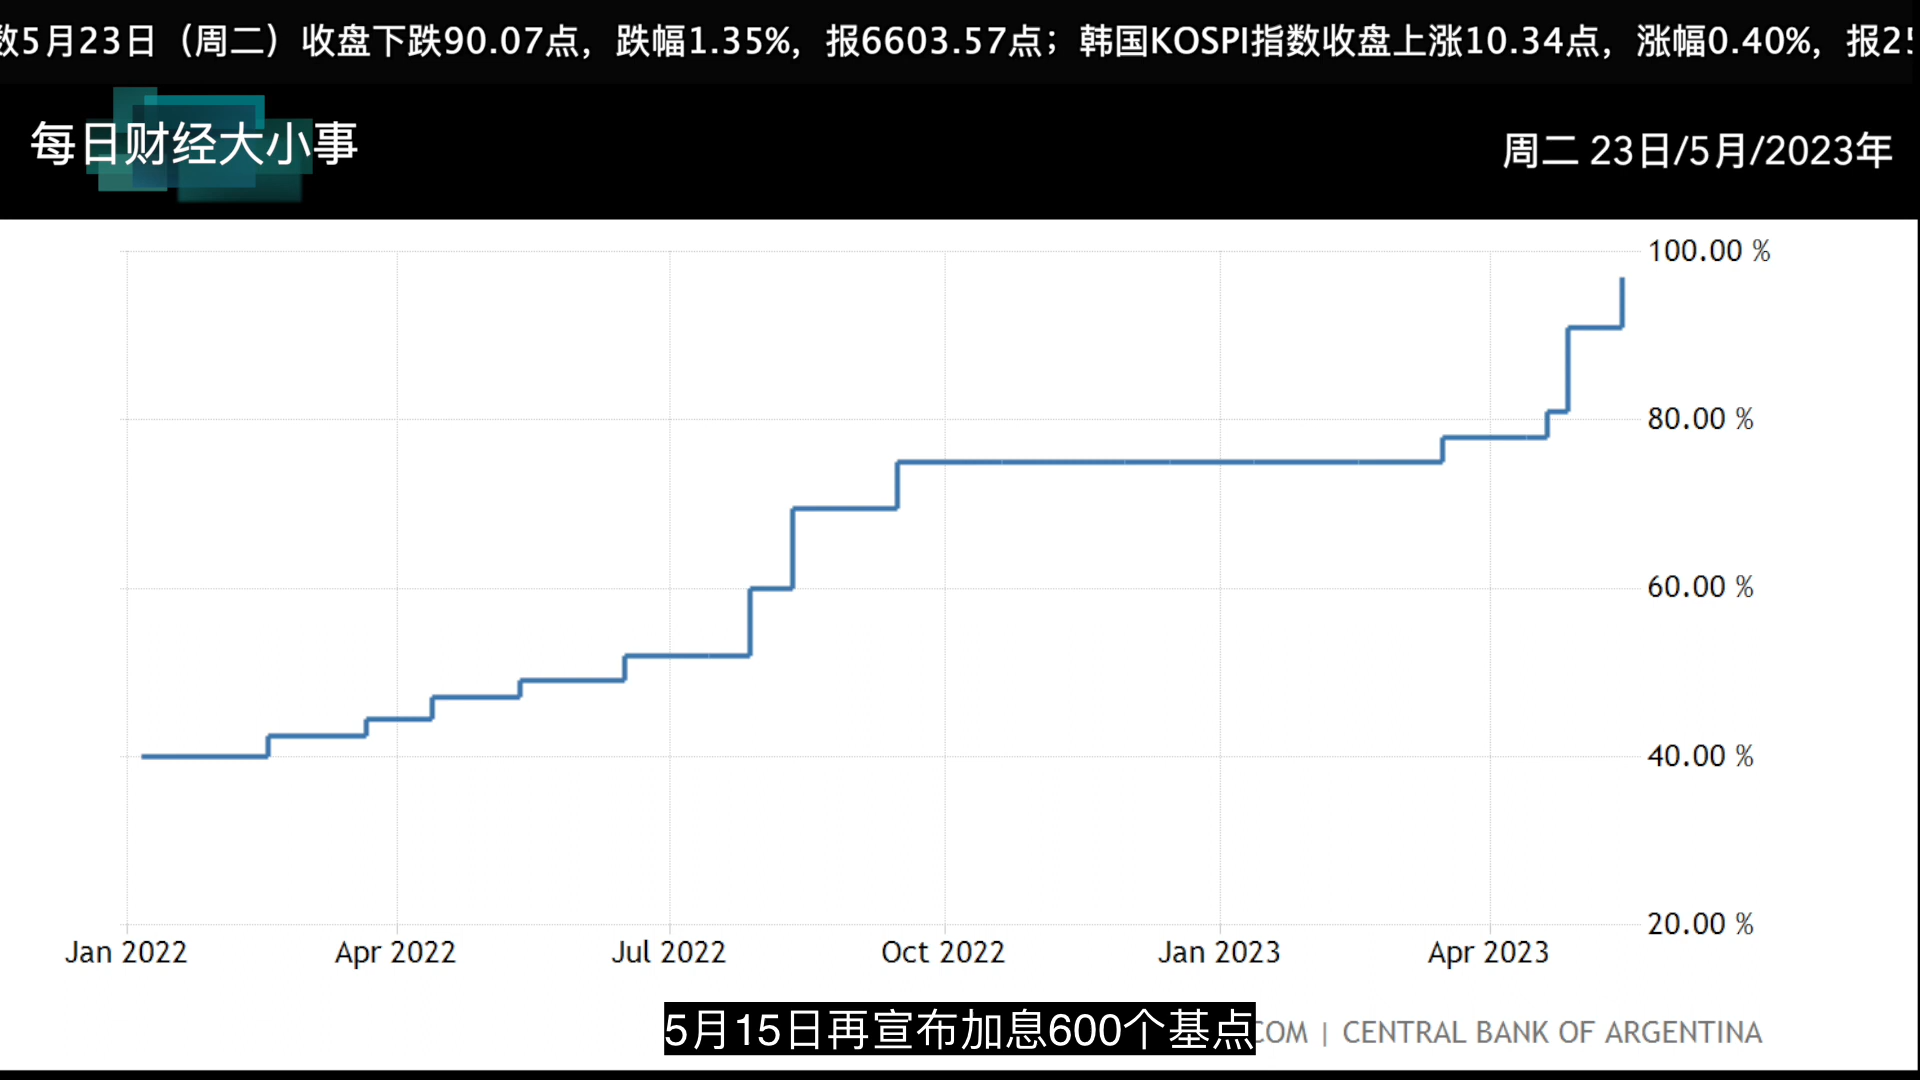 数5月23日（周二）收盘下跌90.07点，跌幅1.35%，报6603.57点；韩国KOSPI指数收盘上涨10.34点，涨幅0.40%，报25
每日财经大小事
周二 23日/5月/2023年
100.00 %
80.00 %
60.00 %
40.00 %
20.00 %
Jan 2022 Apr 2022 Jul 2022 Oct 2022 Jan 2023 Apr 2023
5月15日再宣布加息600个基点
COM | CENTRAL BANK OF ARGENTINA